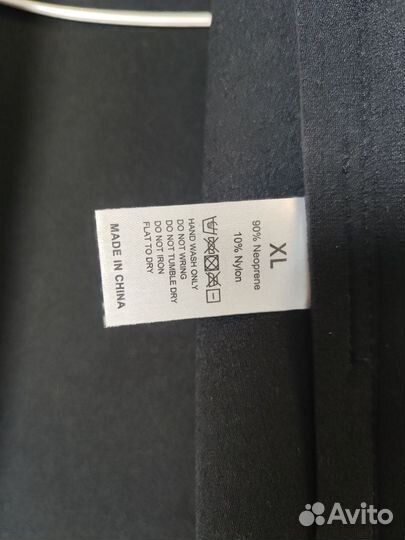 XL
90% Neoprene
10% Nylon
HAND WASH ONLY
DO NOT WRING
DO NOT TUMBLE DRY
DO NOT IRON
FLAT TO DRY
MADE IN CHINA
Avito